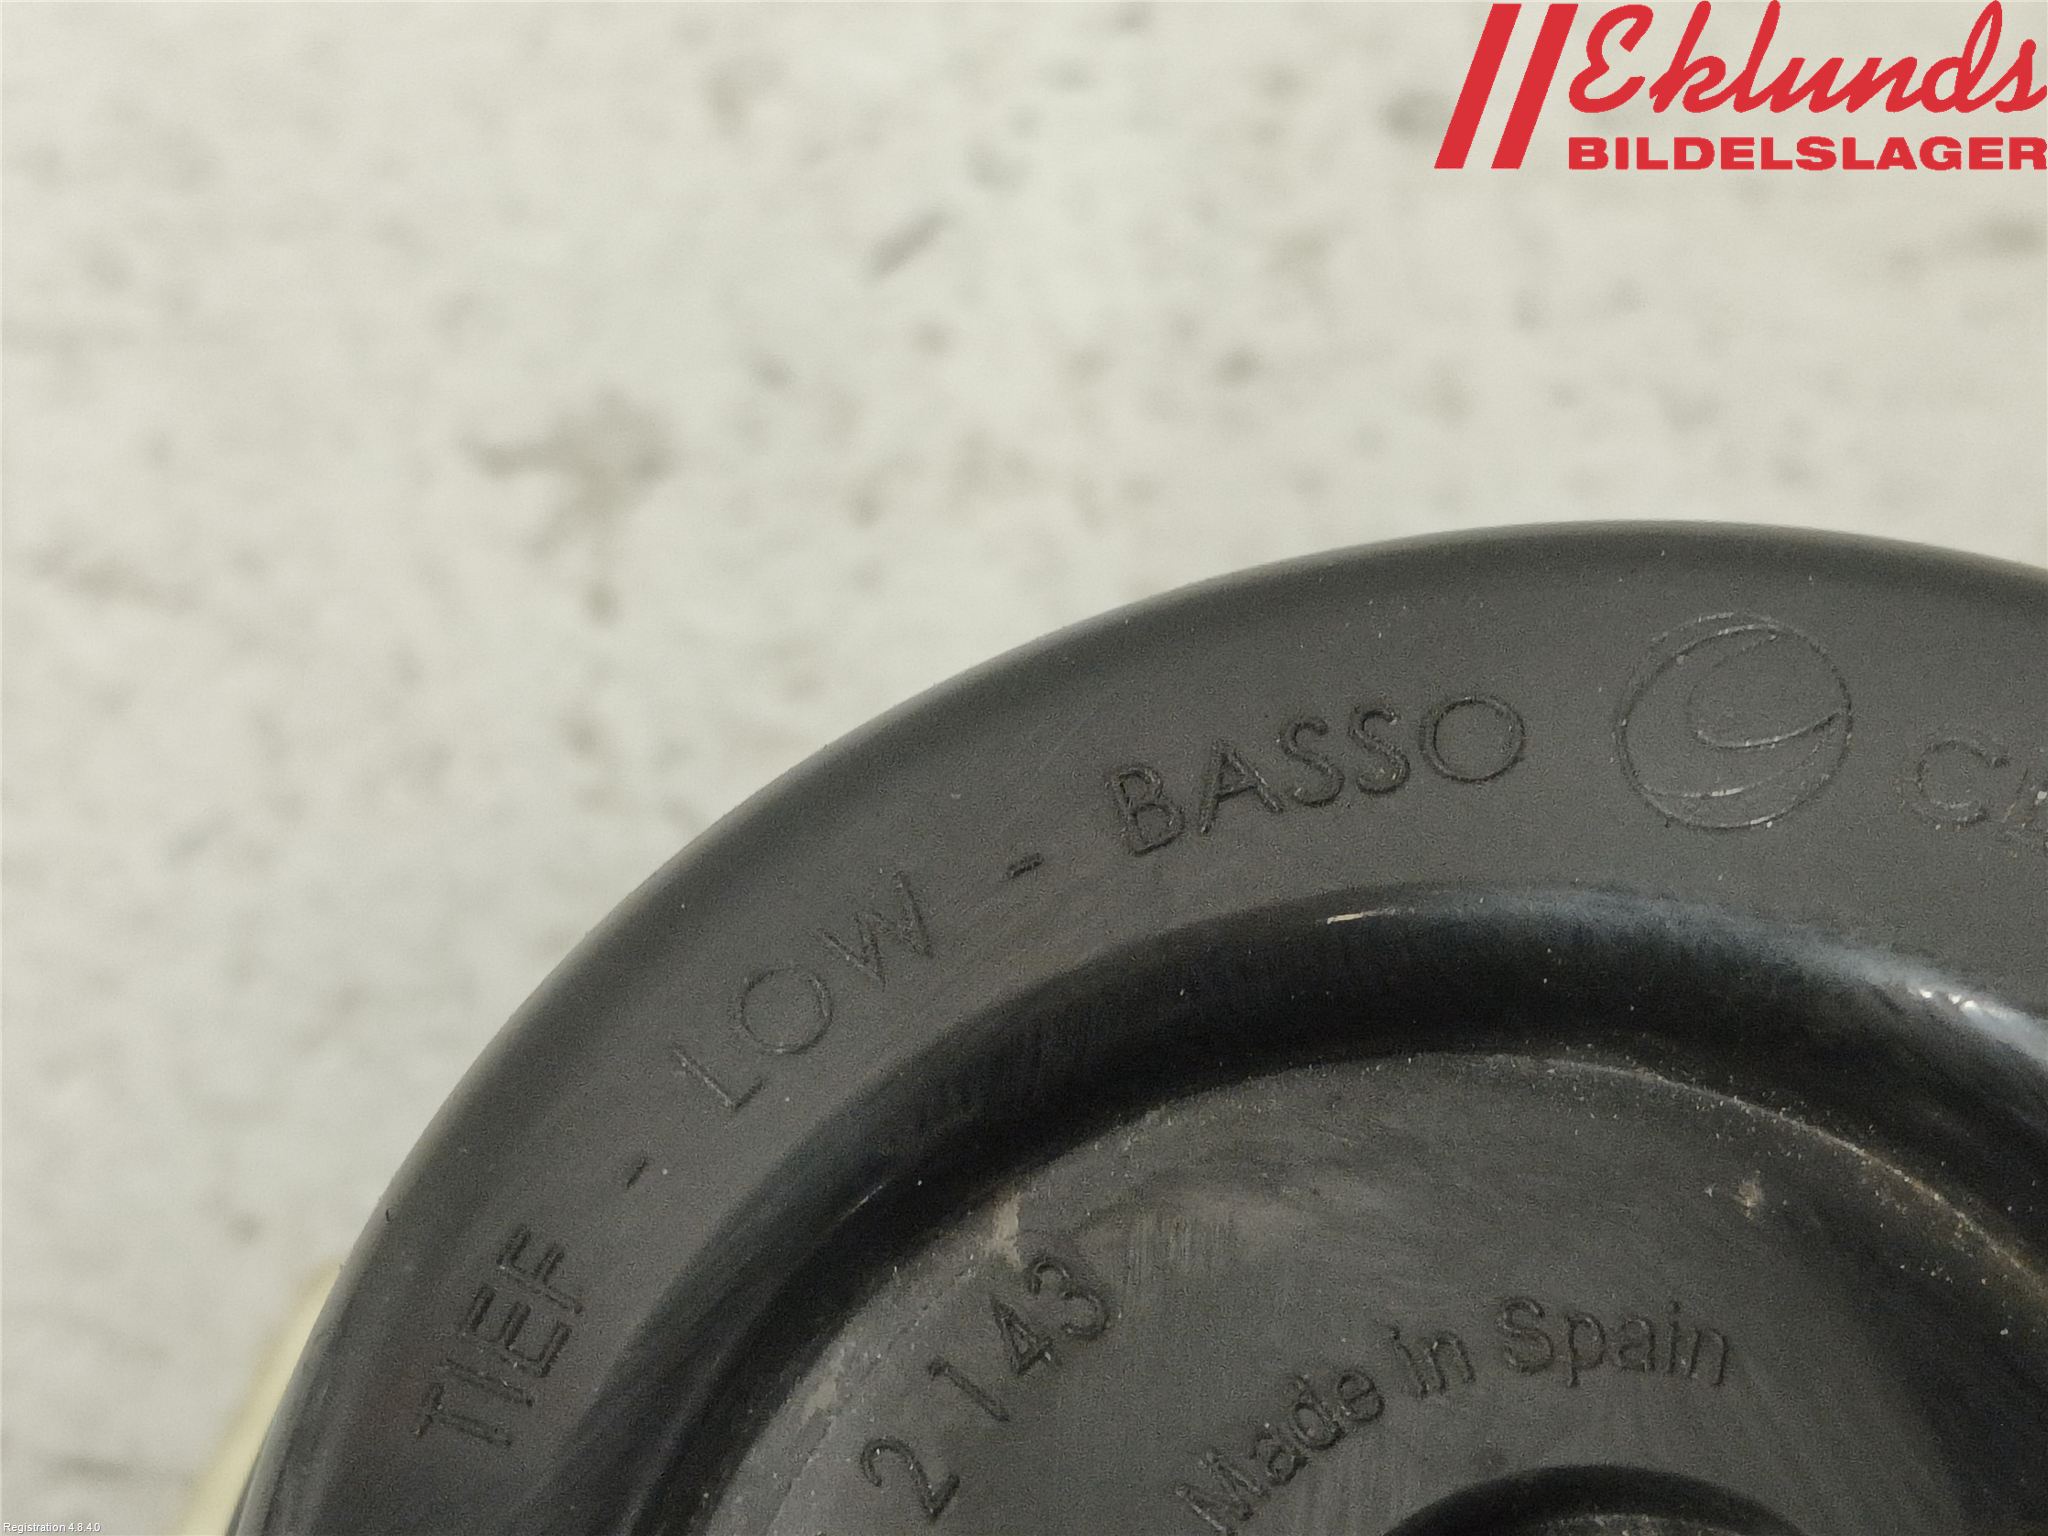 Eklunds
BILDELSLAGER
TIEF - LOW - BASSO
2 143
Made in Spain
Registration 4.8.4.0